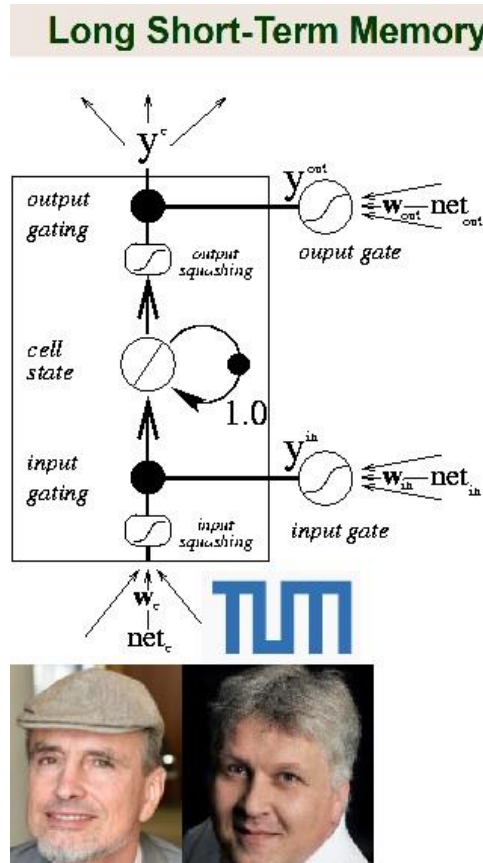 Long Short-Term Memory
y^c
output gating
y^out
w_out net_out
ouput gate
output squashing
cell state
1.0
input gating
y^in
w_in net_in
input gate
input squashing
w_c
net_c
TUM